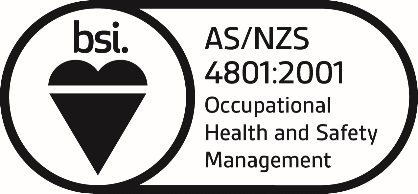 bsi.
AS/NZS
4801:2001
Occupational
Health and Safety
Management